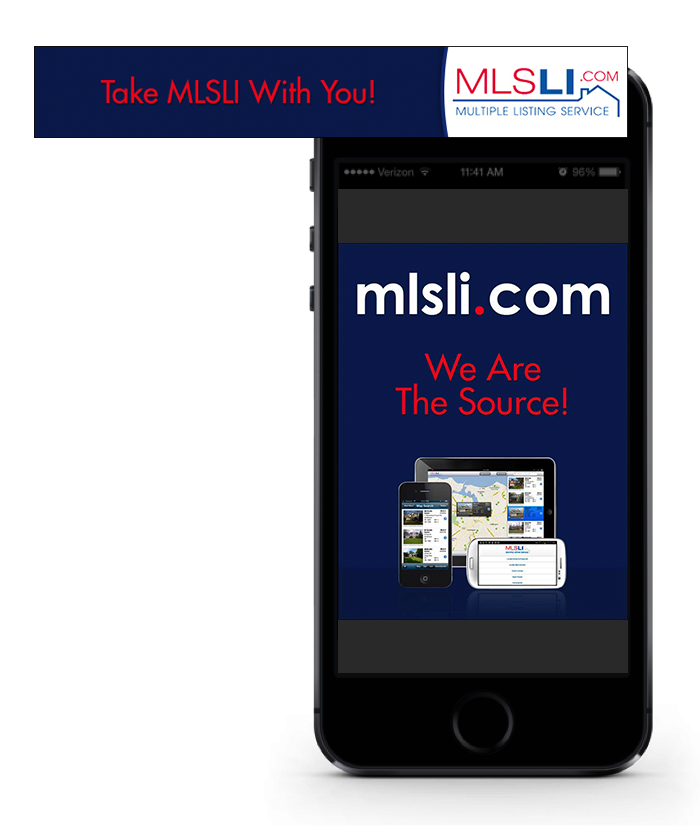 Take MLSLI With You!
MLSLI.COM
MULTIPLE LISTING SERVICE
Verizon 11:41 AM 96%
mlsli.com
We Are
The Source!
MLSLI